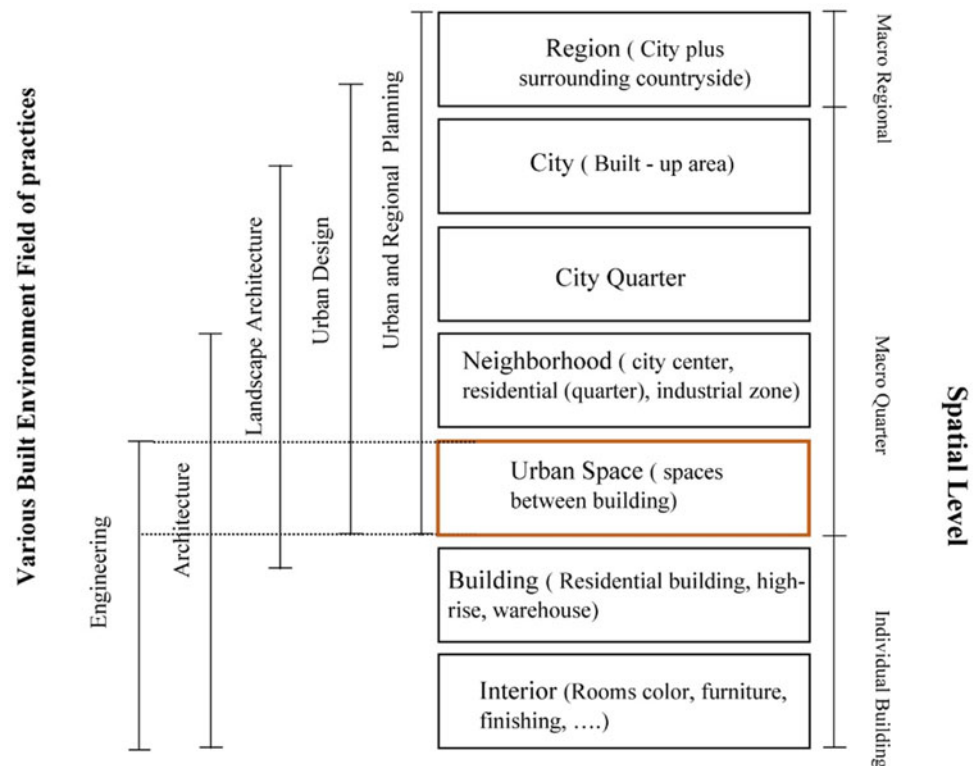 Various Built Environment Field of practices
Engineering
Architecture
Landscape Architecture
Urban Design
Urban and Regional Planning
Region ( City plus
surrounding countryside)
City ( Built - up area)
City Quarter
Neighborhood ( city center,
residential (quarter), industrial zone)
Urban Space ( spaces
between building)
Building ( Residential building, high-
rise, warehouse)
Interior (Rooms color, furniture,
finishing, ….)
Macro Regional
Macro Quarter
Individual Building
Spatial Level